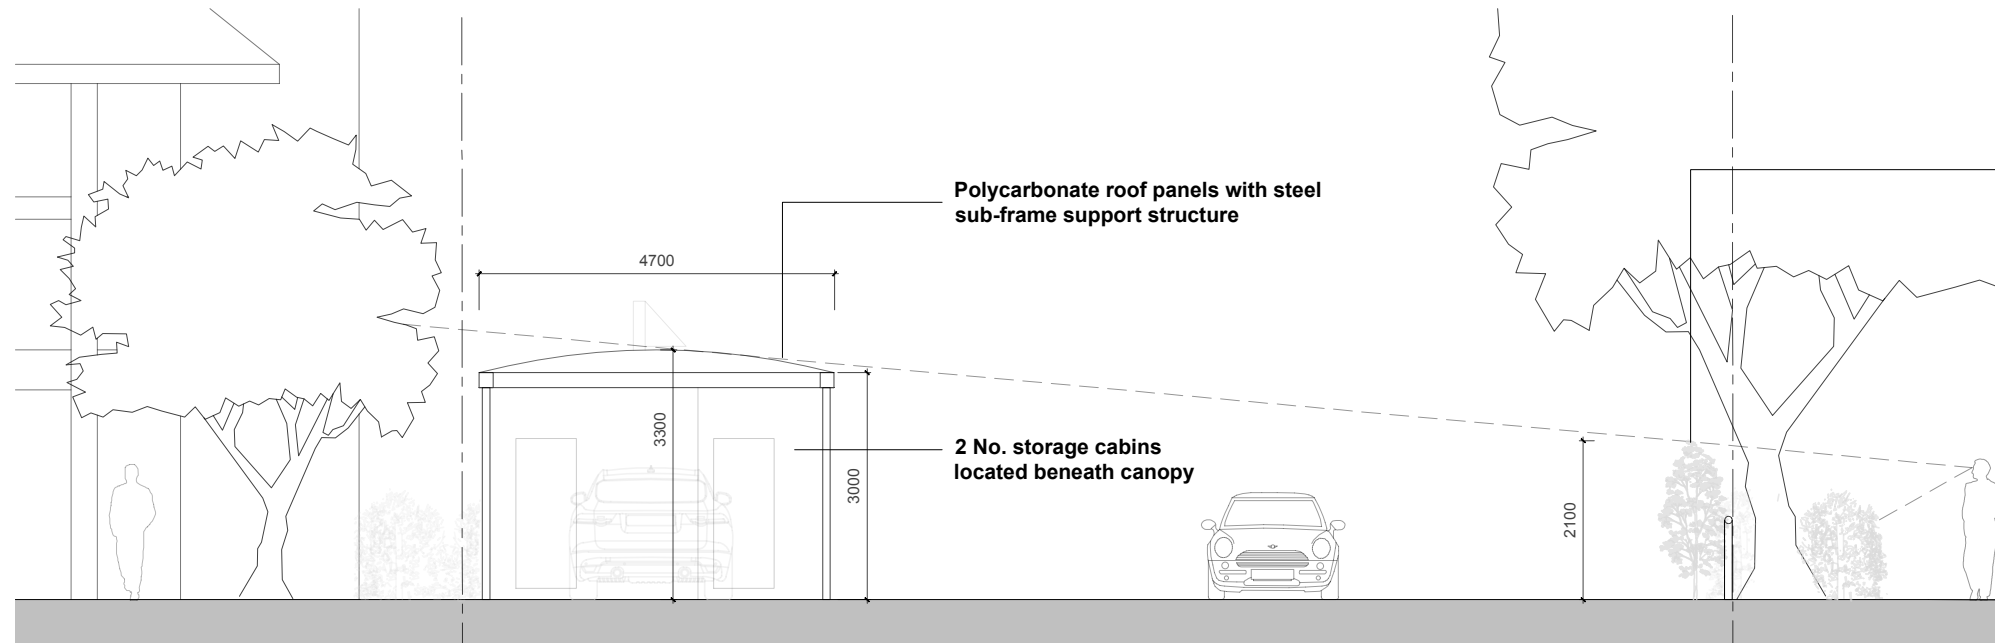 Polycarbonate roof panels with steel
sub-frame support structure
4700
3300
3000
2 No. storage cabins
located beneath canopy
2100